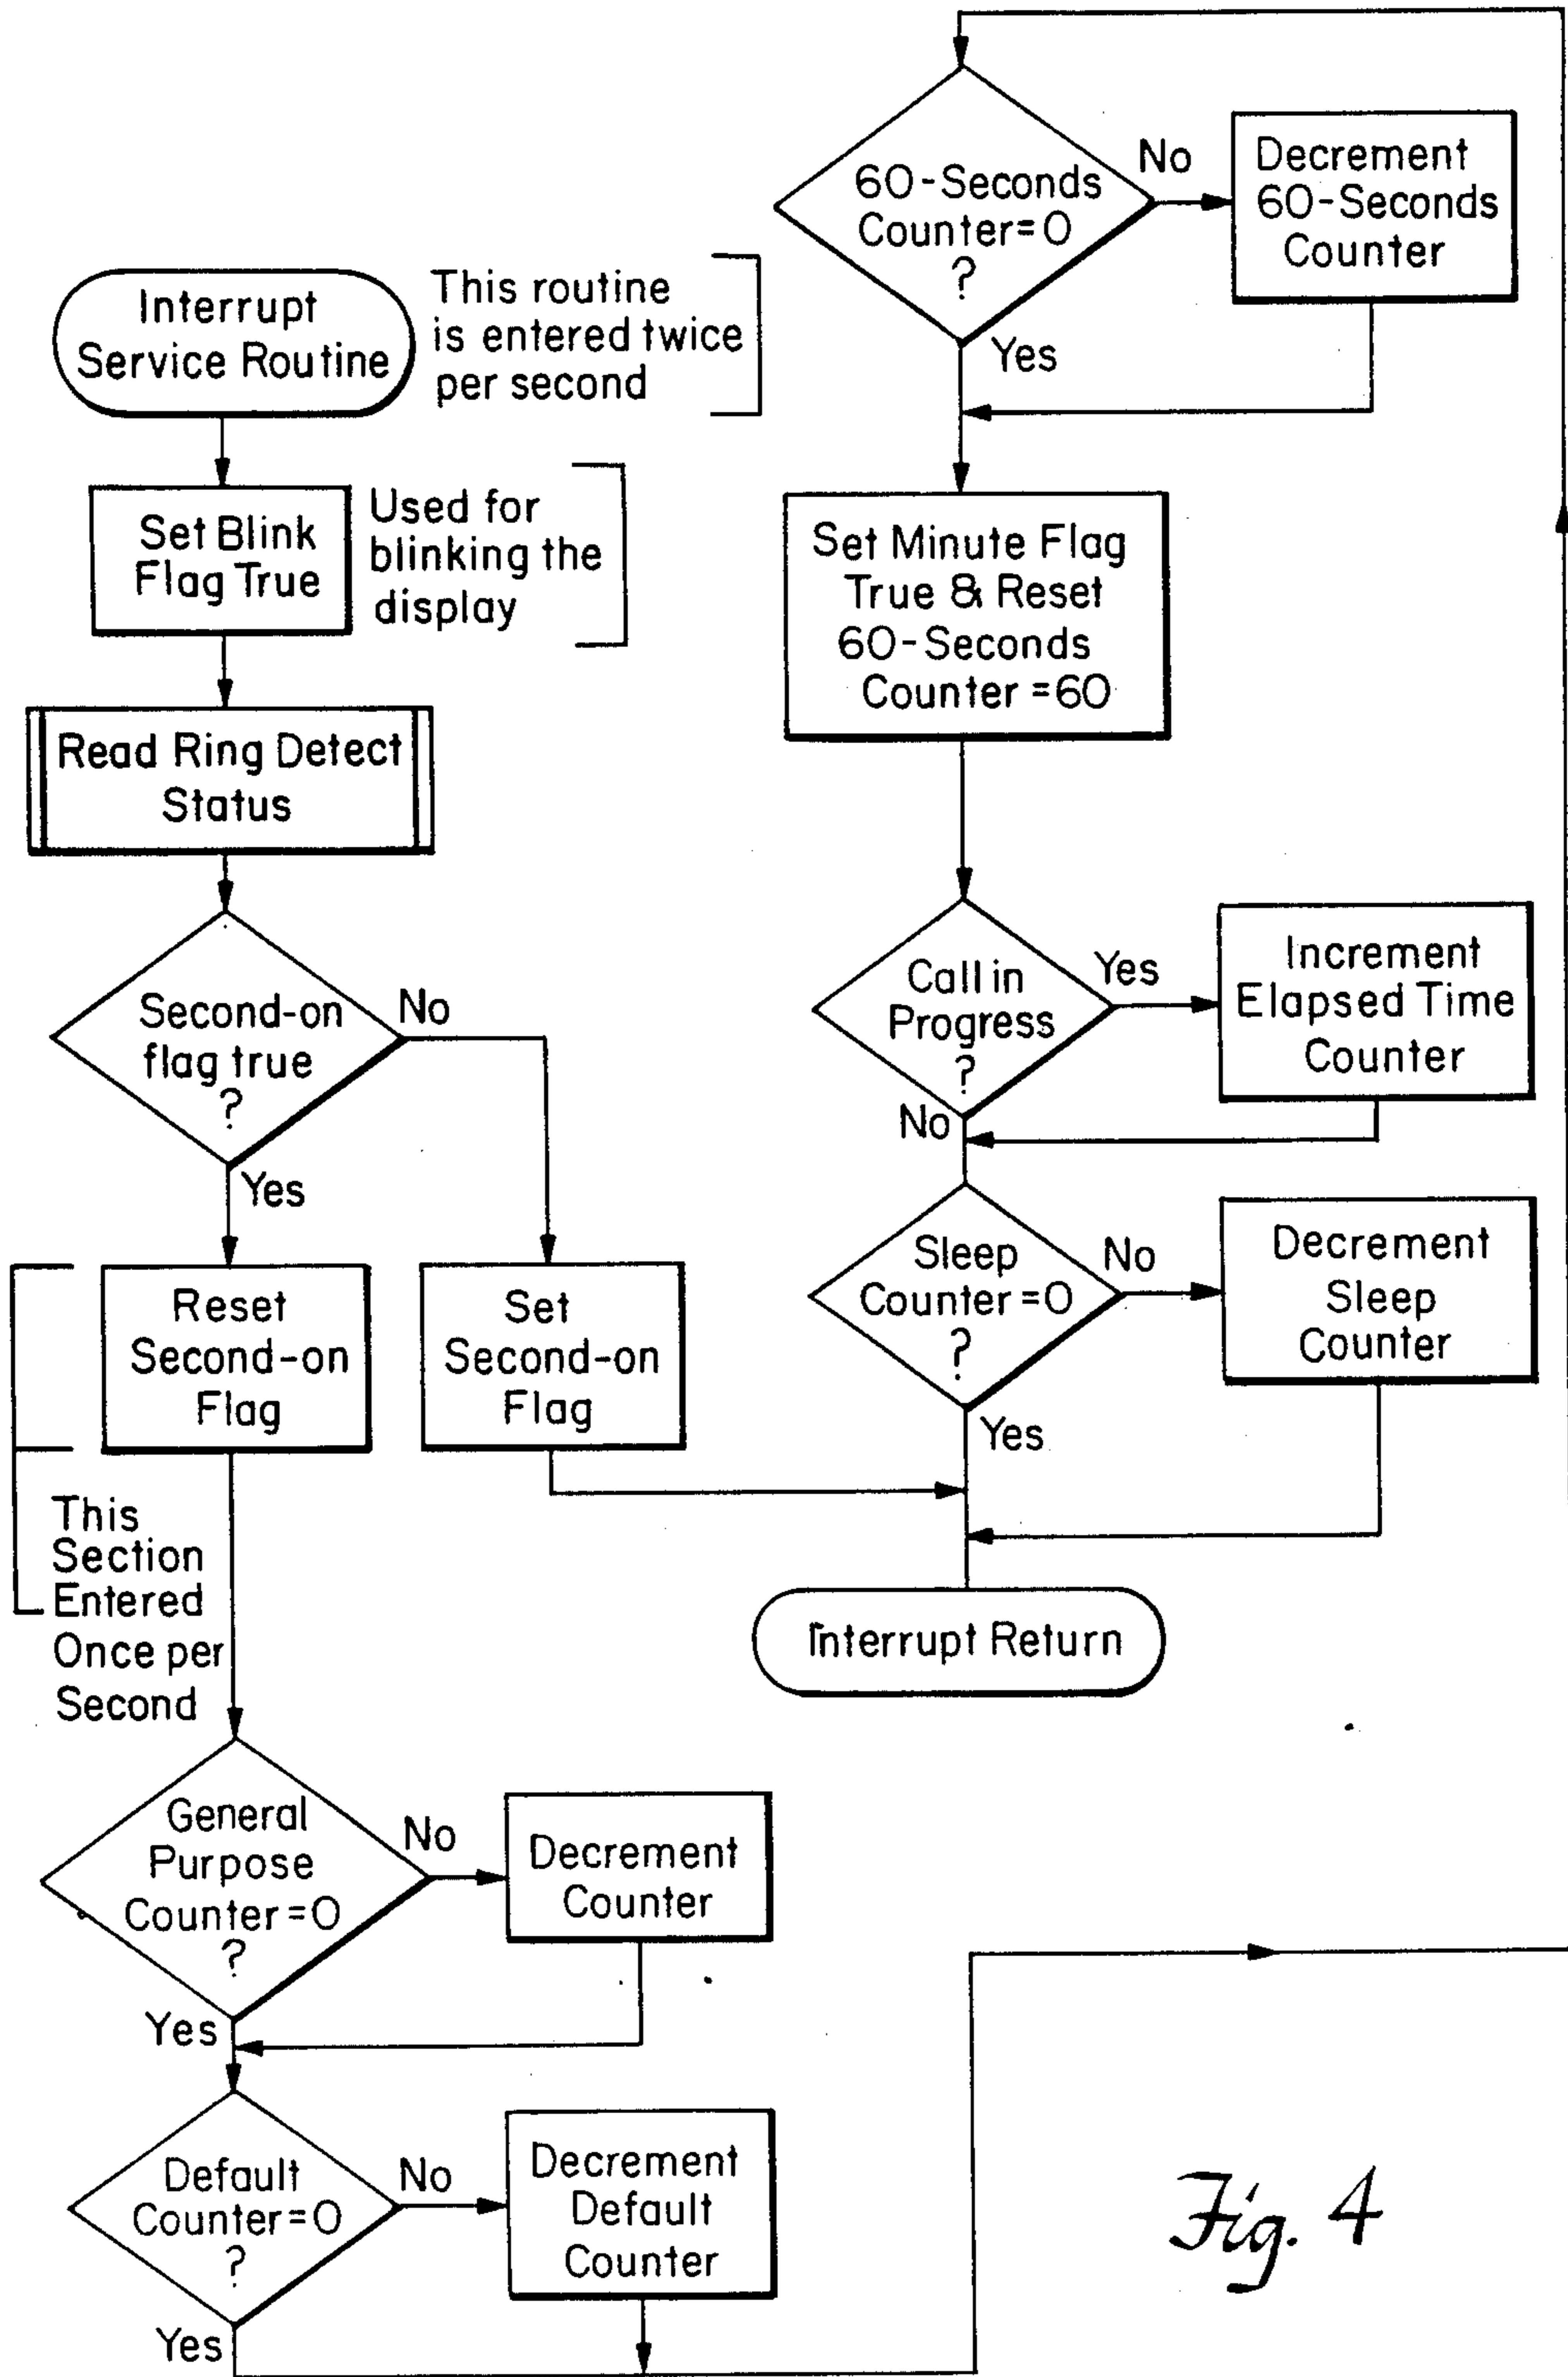 Interrupt
Service Routine
This routine
is entered twice
per second
Set Blink
Flag True
Used for
blinking the
display
Read Ring Detect
Status
Second-on
flag true
?
No
Yes
Reset
Second-on
Flag
Set
Second-on
Flag
This
Section
Entered
Once per
Second
General
Purpose
Counter=0
?
No
Decrement
Counter
Yes
Default
Counter=0
?
No
Decrement
Default
Counter
Yes
60-Seconds
Counter=0
?
No
Decrement
60-Seconds
Counter
Yes
Set Minute Flag
True & Reset
60-Seconds
Counter =60
Call in
Progress
?
Yes
Increment
Elapsed Time
Counter
No
Sleep
Counter=0
?
No
Decrement
Sleep
Counter
Yes
Interrupt Return
Fig. 4